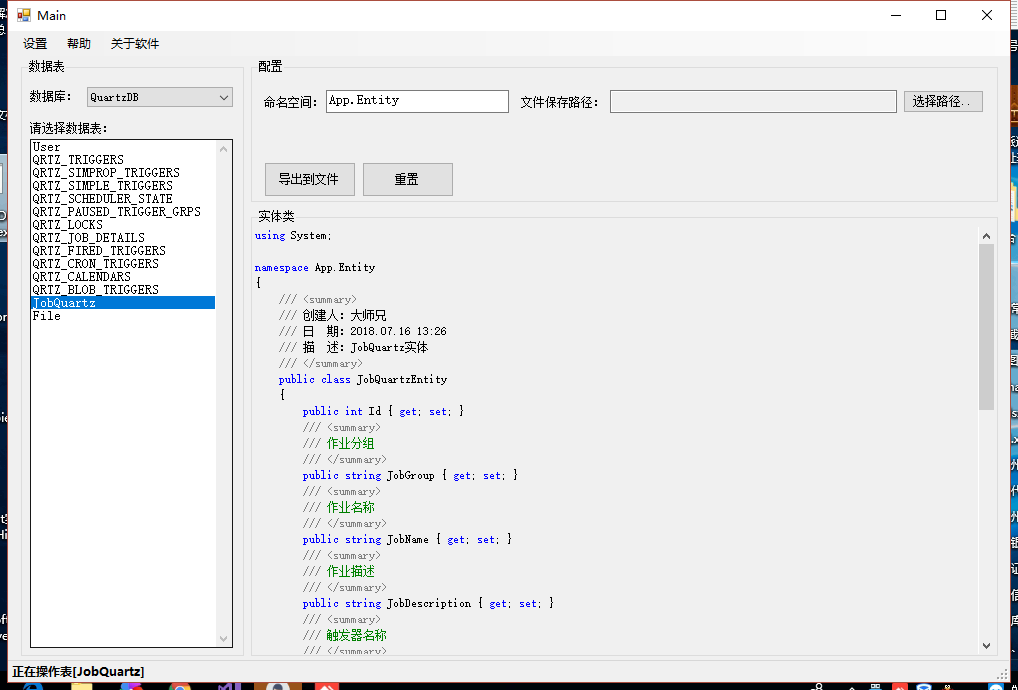 Main
设置 帮助 关于软件
数据表
数据库： QuartzDB
请选择数据表：
User
QRTZ_TRIGGERS
QRTZ_SIMPROP_TRIGGERS
QRTZ_SIMPLE_TRIGGERS
QRTZ_SCHEDULER_STATE
QRTZ_PAUSED_TRIGGER_GRPS
QRTZ_LOCKS
QRTZ_JOB_DETAILS
QRTZ_FIRED_TRIGGERS
QRTZ_CRON_TRIGGERS
QRTZ_CALENDARS
QRTZ_BLOB_TRIGGERS
JobQuartz
File
配置
命名空间： App.Entity 文件保存路径： 选择路径..
导出到文件 重置
实体类
using System;
namespace App.Entity
{
/// <summary>
/// 创建人：大师兄
/// 日 期：2018.07.16 13:26
/// 描 述：JobQuartz实体
/// </summary>
public class JobQuartzEntity
{
public int Id { get; set; }
/// <summary>
/// 作业分组
/// </summary>
public string JobGroup { get; set; }
/// <summary>
/// 作业名称
/// </summary>
public string JobName { get; set; }
/// <summary>
/// 作业描述
/// </summary>
public string JobDescription { get; set; }
/// <summary>
/// 触发器名称
/// </summary>
正在操作表[JobQuartz]